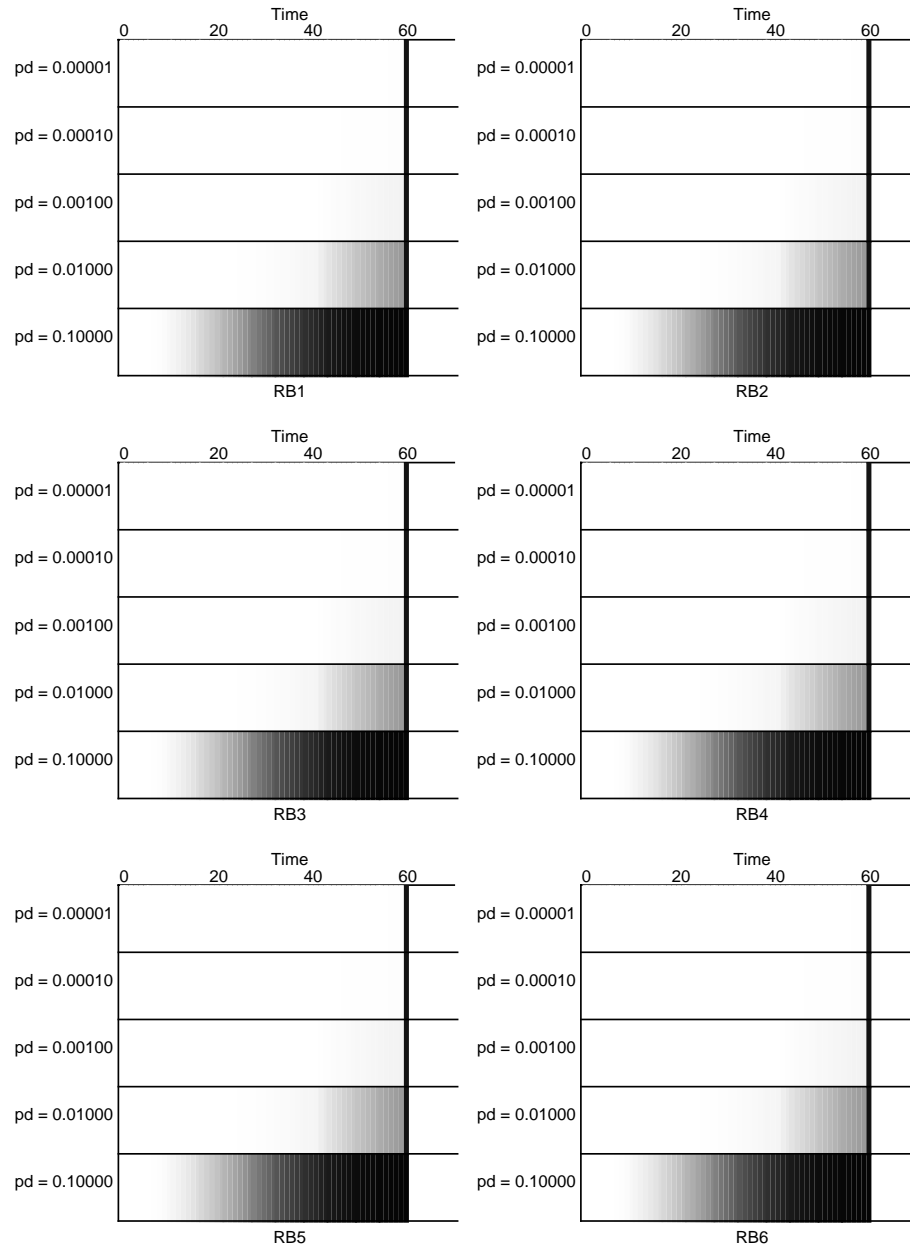 Time
0 20 40 60
pd = 0.00001
pd = 0.00010
pd = 0.00100
pd = 0.01000
pd = 0.10000
RB1
Time
0 20 40 60
pd = 0.00001
pd = 0.00010
pd = 0.00100
pd = 0.01000
pd = 0.10000
RB2
Time
0 20 40 60
pd = 0.00001
pd = 0.00010
pd = 0.00100
pd = 0.01000
pd = 0.10000
RB3
Time
0 20 40 60
pd = 0.00001
pd = 0.00010
pd = 0.00100
pd = 0.01000
pd = 0.10000
RB4
Time
0 20 40 60
pd = 0.00001
pd = 0.00010
pd = 0.00100
pd = 0.01000
pd = 0.10000
RB5
Time
0 20 40 60
pd = 0.00001
pd = 0.00010
pd = 0.00100
pd = 0.01000
pd = 0.10000
RB6